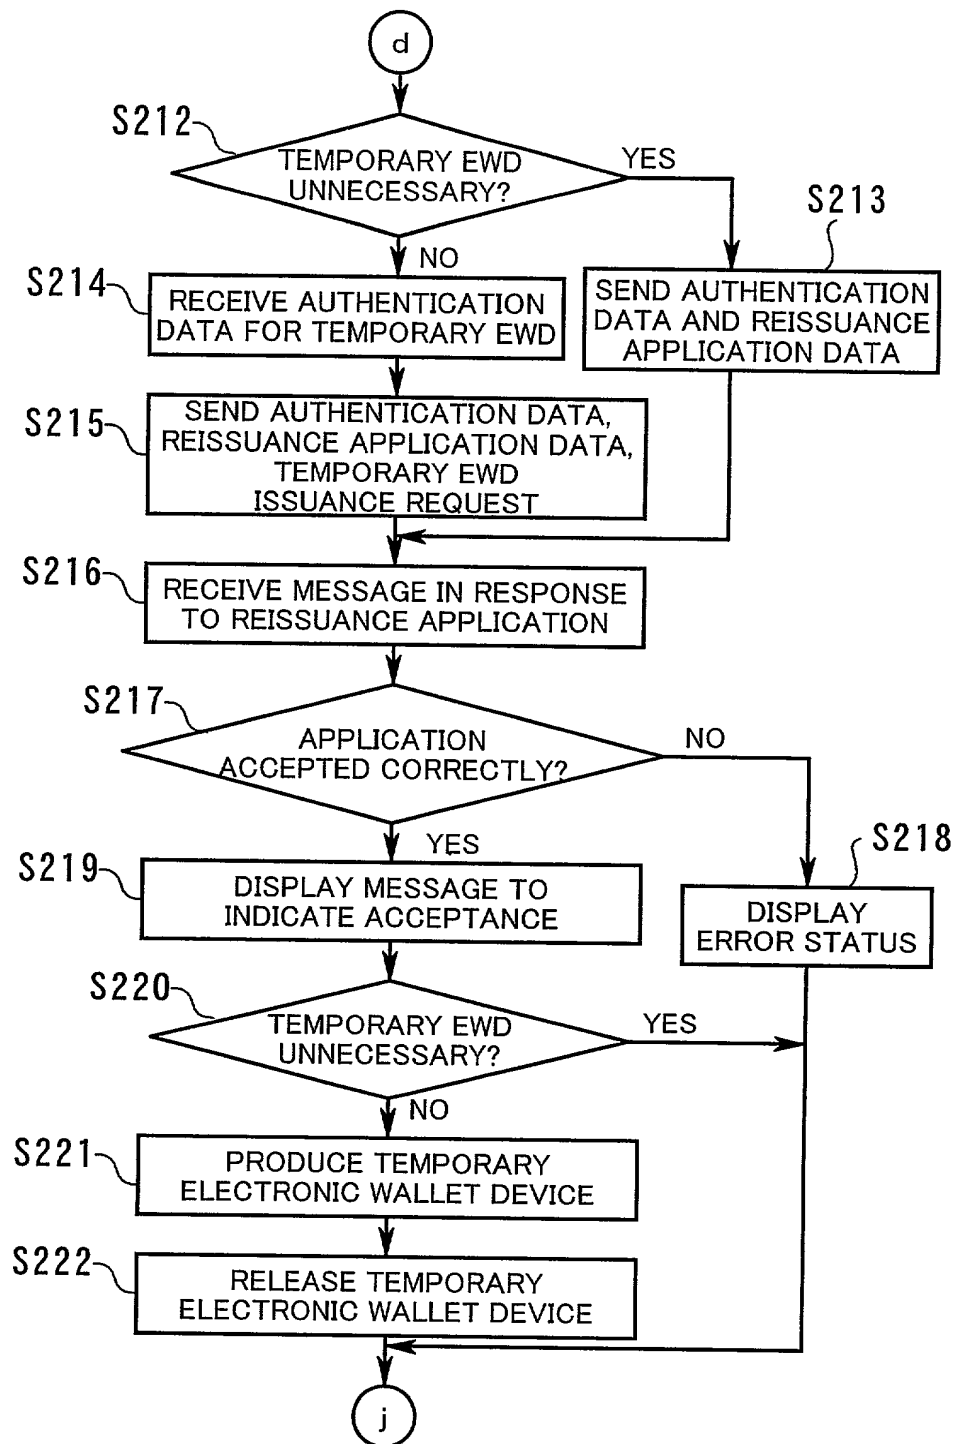 d
S212
TEMPORARY EWD
UNNECESSARY?
YES
S213
NO
S214
RECEIVE AUTHENTICATION
DATA FOR TEMPORARY EWD
SEND AUTHENTICATION
DATA AND REISSUANCE
APPLICATION DATA
S215
SEND AUTHENTICATION DATA,
REISSUANCE APPLICATION DATA,
TEMPORARY EWD
ISSUANCE REQUEST
S216
RECEIVE MESSAGE IN RESPONSE
TO REISSUANCE APPLICATION
S217
APPLICATION
ACCEPTED CORRECTLY?
NO
YES
S218
S219
DISPLAY MESSAGE TO
INDICATE ACCEPTANCE
DISPLAY
ERROR STATUS
S220
TEMPORARY EWD
UNNECESSARY?
YES
NO
S221
PRODUCE TEMPORARY
ELECTRONIC WALLET DEVICE
S222
RELEASE TEMPORARY
ELECTRONIC WALLET DEVICE
j